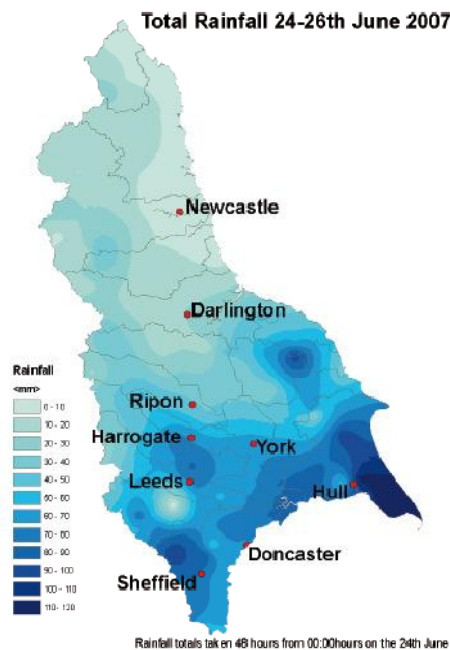 Total Rainfall 24-26th June 2007
Newcastle
Darlington
Rainfall
<mm>
0 - 10
10 - 20
20 - 30
30 - 40
40 - 50
50 - 60
60 - 70
70 - 80
80 - 90
90 - 100
100 - 110
110 - 120
Ripon
Harrogate
York
Leeds
Hull
Doncaster
Sheffield
Rainfall totals taken 48 hours from 00:00hours on the 24th June